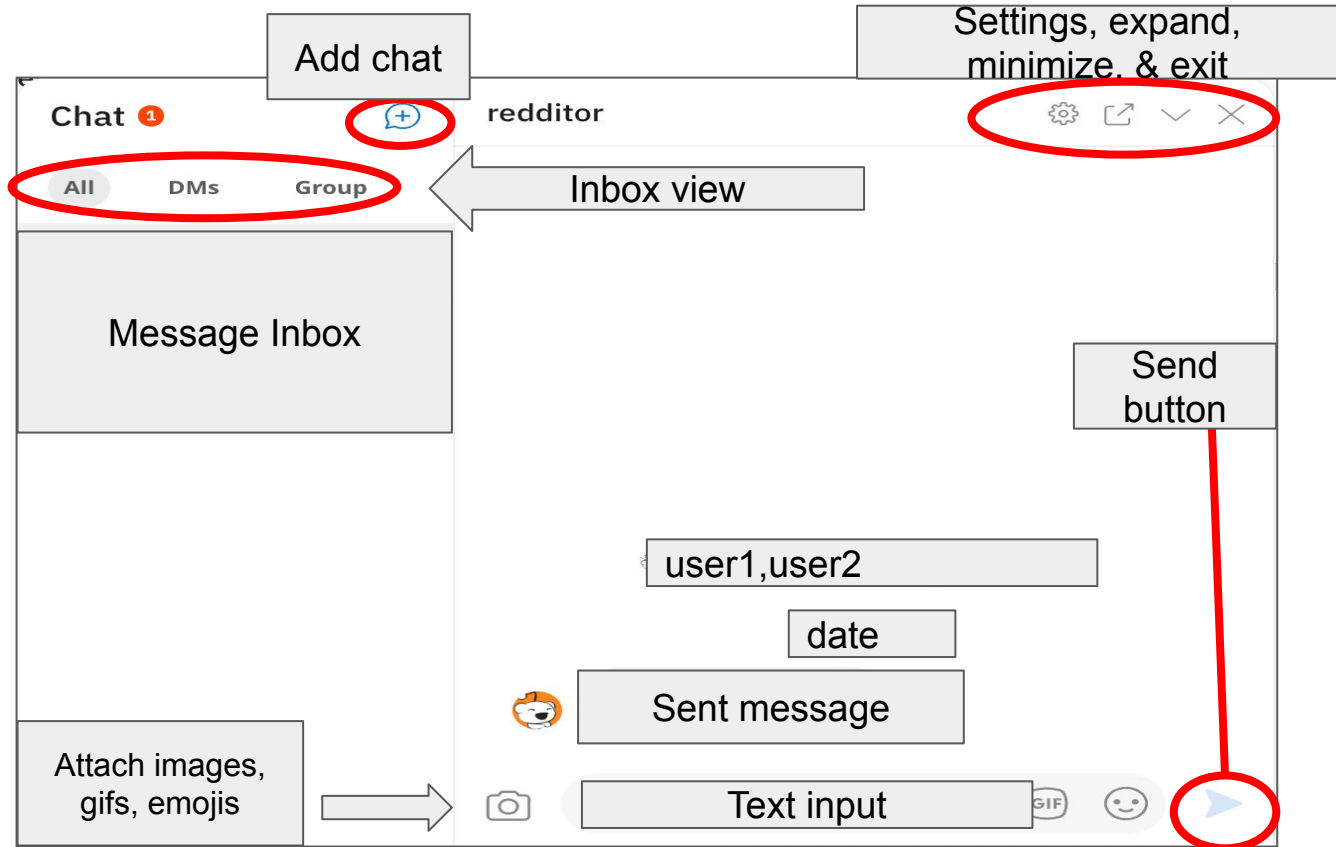 Add chat
Settings, expand,
minimize, & exit
Chat 1
redditor
All DMs Group
Inbox view
Message Inbox
Send
button
user1,user2
date
Sent message
Attach images,
gifs, emojis
Text input
GIF